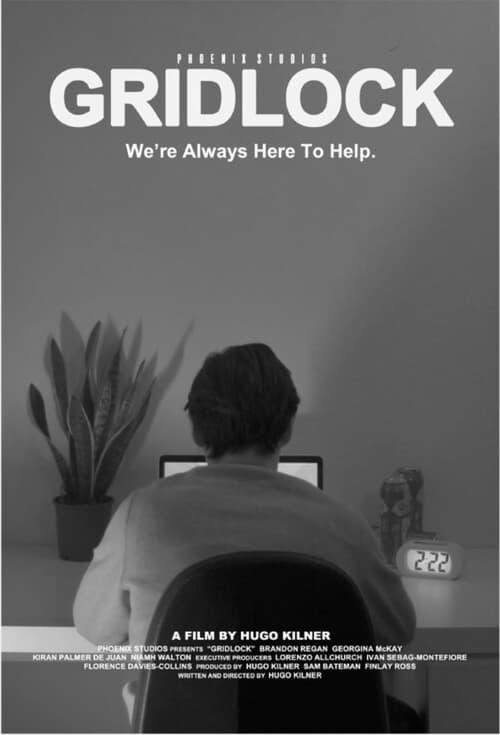 PHOENIX STUDIOS
GRIDLOCK
We're Always Here To Help.
2:22
A FILM BY HUGO KILNER
PHOENIX STUDIOS PRESENTS "GRIDLOCK" BRANDON REGAN GEORGINA McKAY
KIRAN PALMER DE JUAN NIAMH WALTON EXECUTIVE PRODUCERS LORENZO ALLCHURCH IVAN SEBAG-MONTEFIORE
FLORENCE DAVIES-COLLINS PRODUCED BY HUGO KILNER SAM BATEMAN FINLAY ROSS
WRITTEN AND DIRECTED BY HUGO KILNER